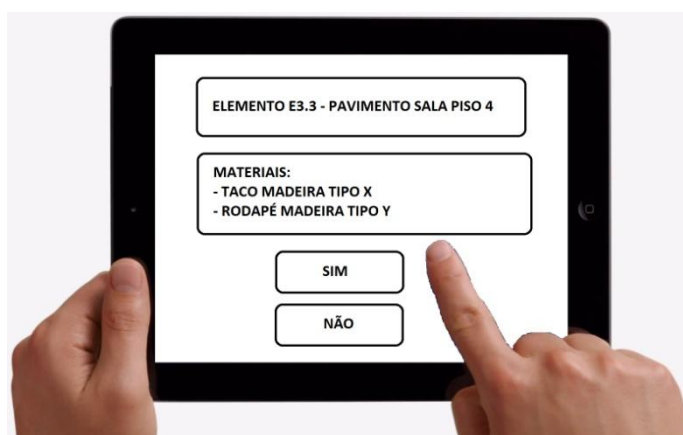 ELEMENTO E3.3 - PAVIMENTO SALA PISO 4
MATERIAIS:
- TACO MADEIRA TIPO X
- RODAPÉ MADEIRA TIPO Y
SIM
NÃO